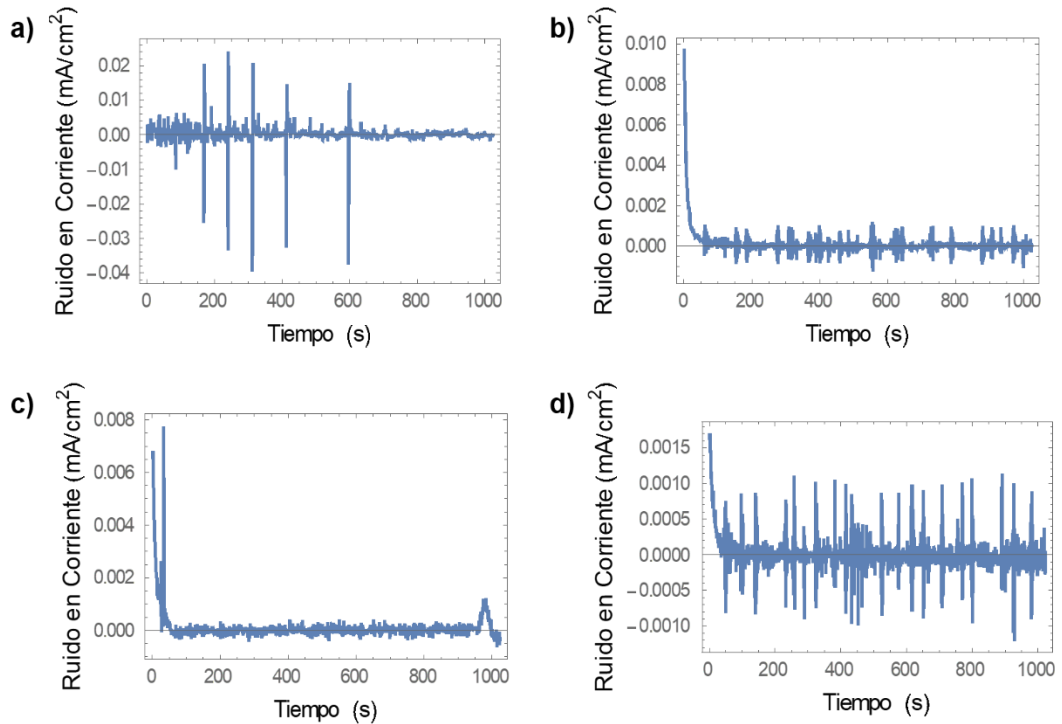 a)
Ruido en Corriente (mA/cm²)
0.02
0.01
0.00
−0.01
−0.02
−0.03
−0.04
0 200 400 600 800 1000
Tiempo (s)
b)
Ruido en Corriente (mA/cm²)
0.010
0.008
0.006
0.004
0.002
0.000
0 200 400 600 800 1000
Tiempo (s)
c)
Ruido en Corriente (mA/cm²)
0.008
0.006
0.004
0.002
0.000
0 200 400 600 800 1000
Tiempo (s)
d)
Ruido en Corriente (mA/cm²)
0.0015
0.0010
0.0005
0.0000
−0.0005
−0.0010
0 200 400 600 800 1000
Tiempo (s)